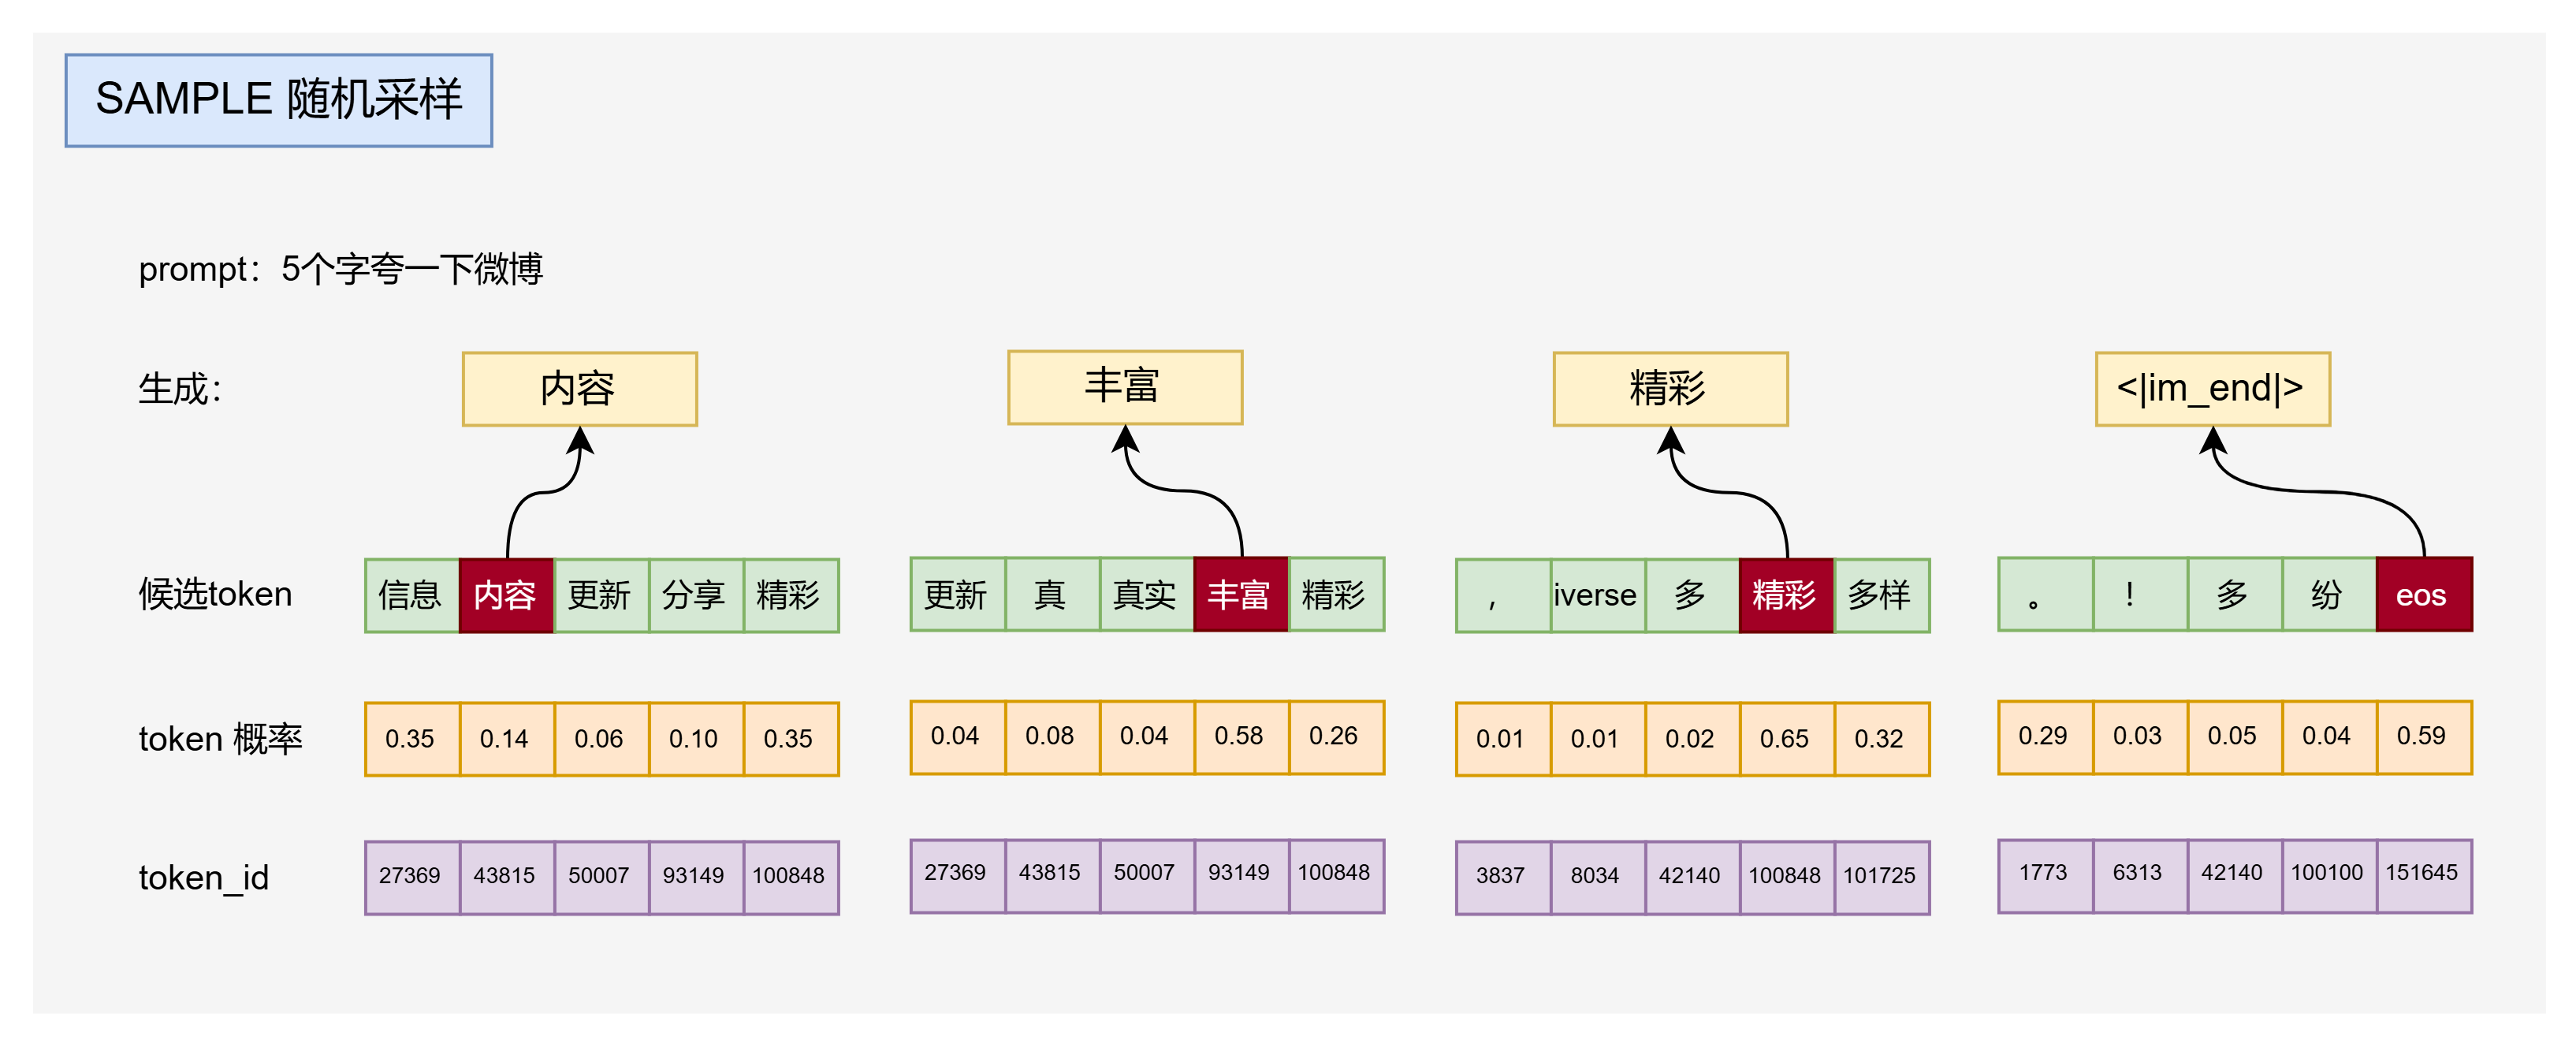 SAMPLE 随机采样
prompt：5个字夸一下微博
生成： 内容 丰富 精彩 <|im_end|>
候选token 信息 内容 更新 分享 精彩 更新 真 真实 丰富 精彩 ， iverse 多 精彩 多样 。 ！ 多 纷 eos
token 概率 0.35 0.14 0.06 0.10 0.35 0.04 0.08 0.04 0.58 0.26 0.01 0.01 0.02 0.65 0.32 0.29 0.03 0.05 0.04 0.59
token_id 27369 43815 50007 93149 100848 27369 43815 50007 93149 100848 3837 8034 42140 100848 101725 1773 6313 42140 100100 151645